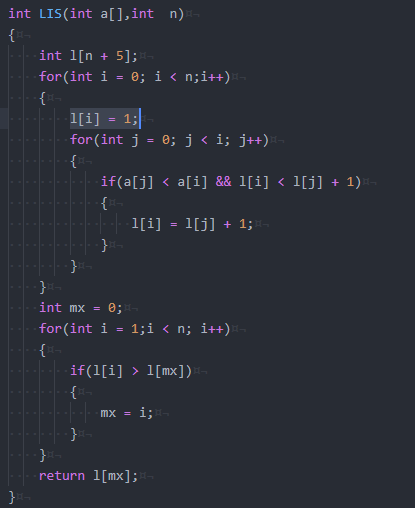 int LIS(int a[],int  n)
{
    int l[n + 5];
    for(int i = 0; i < n;i++)
    {
        l[i] = 1;
        for(int j = 0; j < i; j++)
        {
            if(a[j] < a[i] && l[i] < l[j] + 1)
            {
                l[i] = l[j] + 1;
            }
        }
    }
    int mx = 0;
    for(int i = 1;i < n; i++)
    {
        if(l[i] > l[mx])
        {
            mx = i;
        }
    }
    return l[mx];
}